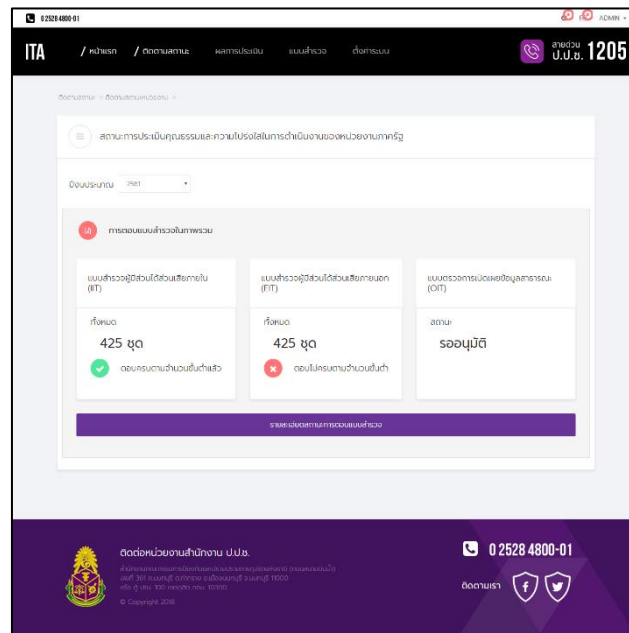 0 2528 4800-01
ADMIN
ITA / หน้าแรก / ติดตามสถานะ ผลการประเมิน แบบสำรวจ ตั้งค่าระบบ
สายด่วน ป.ป.ช. 1205
ติดตามสถานะ > ติดตามสถานะหน่วยงาน >
สถานะการประเมินคุณธรรมและความโปร่งใสในการดำเนินงานของหน่วยงานภาครัฐ
ปีงบประมาณ 2561
การตอบแบบสำรวจในภาพรวม
แบบสำรวจผู้มีส่วนได้ส่วนเสียภายใน
(IIT)
ทั้งหมด
425 ชุด
ตอบครบตามจำนวนขั้นต่ำแล้ว
แบบสำรวจผู้มีส่วนได้ส่วนเสียภายนอก
(EIT)
ทั้งหมด
425 ชุด
ตอบไม่ครบตามจำนวนขั้นต่ำ
แบบตรวจการเปิดเผยข้อมูลสาธารณะ
(OIT)
สถานะ
รออนุมัติ
รายละเอียดสถานะการตอบแบบสำรวจ
ติดต่อหน่วยงานสำนักงาน ป.ป.ช.
© Copyright 2018
0 2528 4800-01
ติดตามเรา